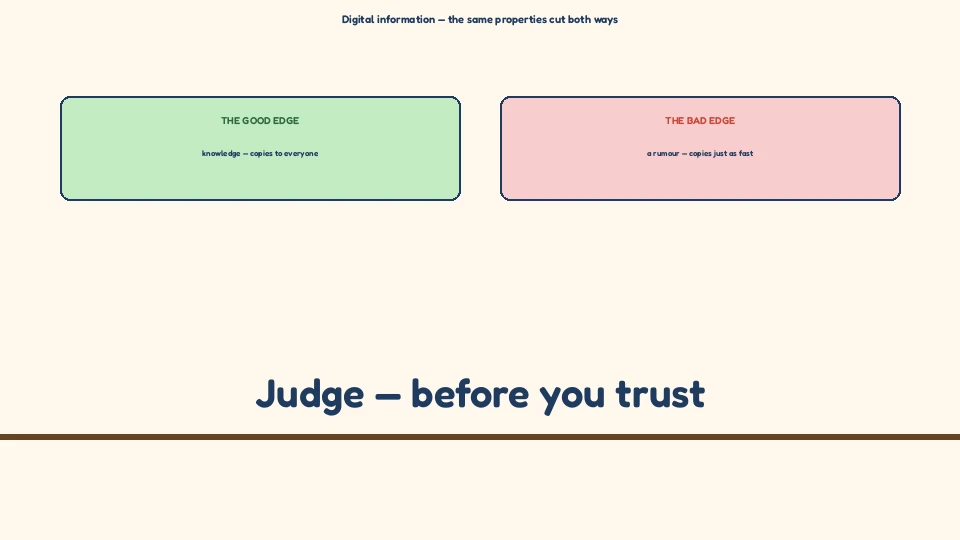 Digital information — the same properties cut both ways
THE GOOD EDGE
knowledge — copies to everyone
THE BAD EDGE
a rumour — copies just as fast
Judge — before you trust